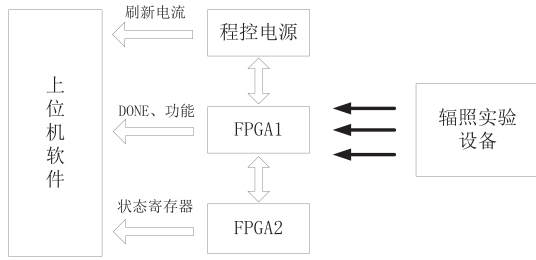 刷新电流
程控电源
上位机软件
DONE、功能
FPGA1
辐照实验
设备
状态寄存器
FPGA2